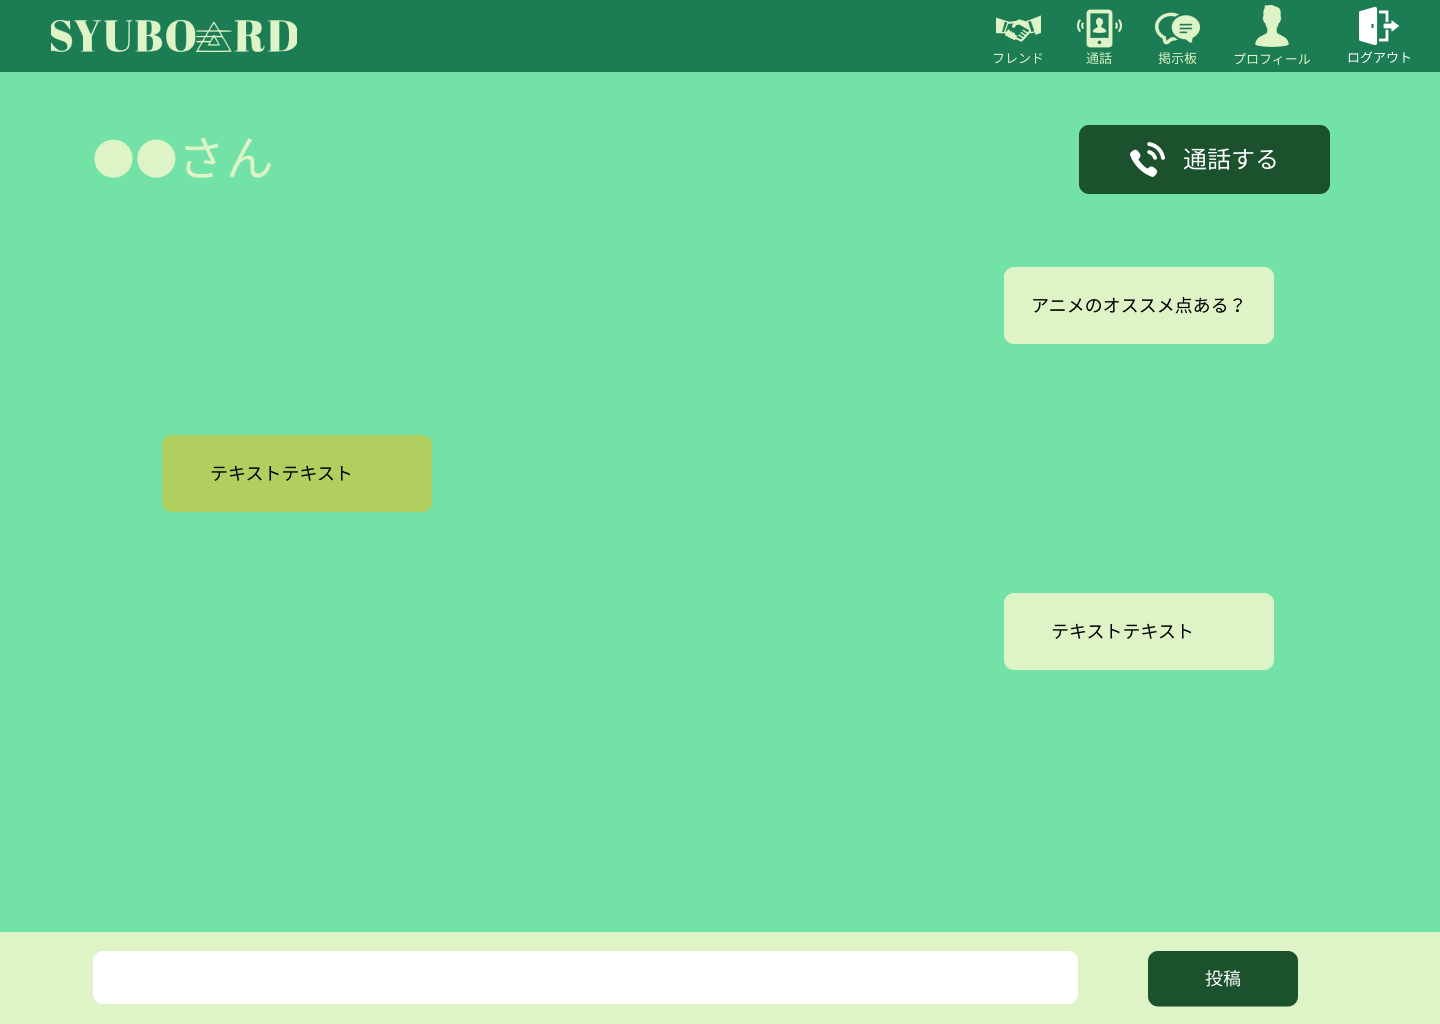 SYUBOARD
フレンド
通話
掲示板
プロフィール
ログアウト
●●さん
通話する
アニメのオススメ点ある？
テキストテキスト
テキストテキスト
投稿